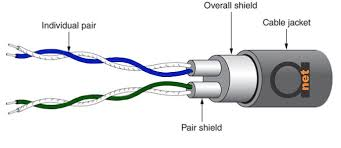 Overall shield
Cable jacket
Individual pair
a
net
Pair shield